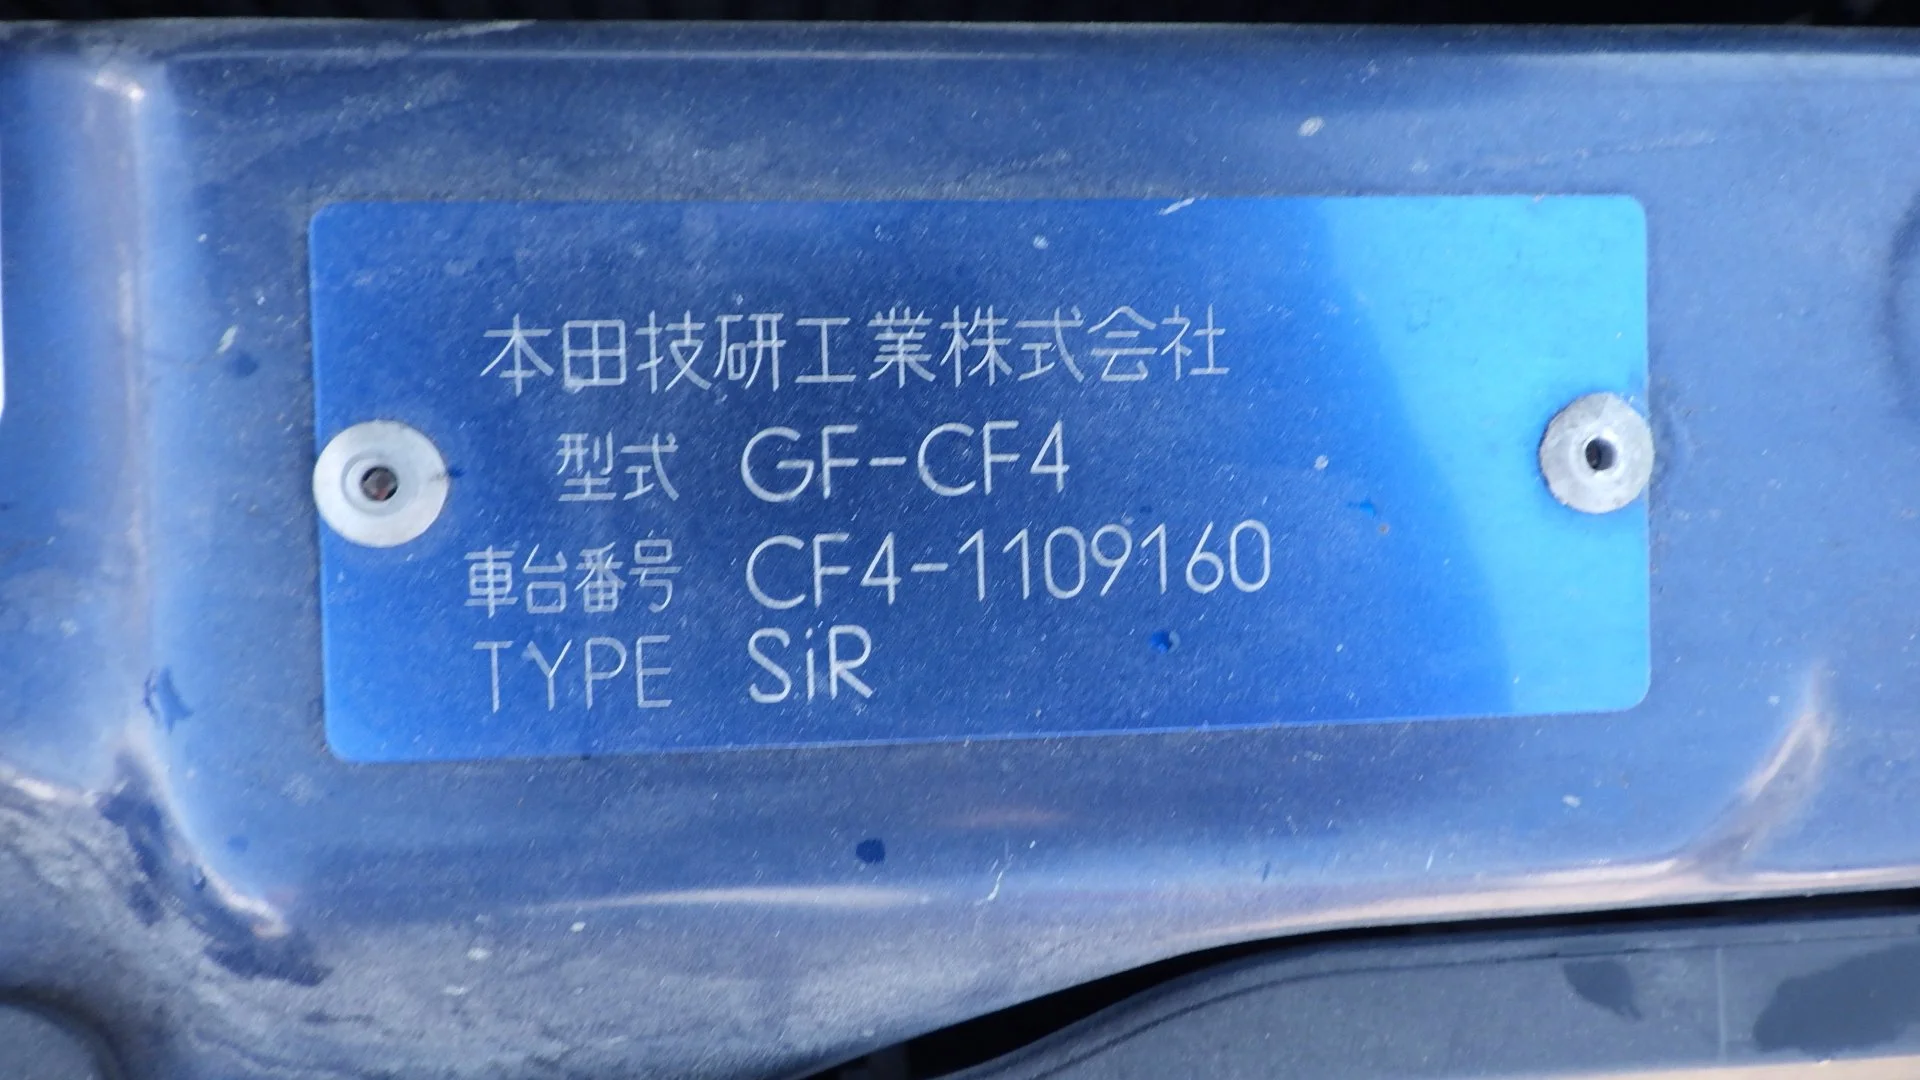 本田技研工業株式会社
型式 GF-CF4
車台番号 CF4-1109160
TYPE SiR